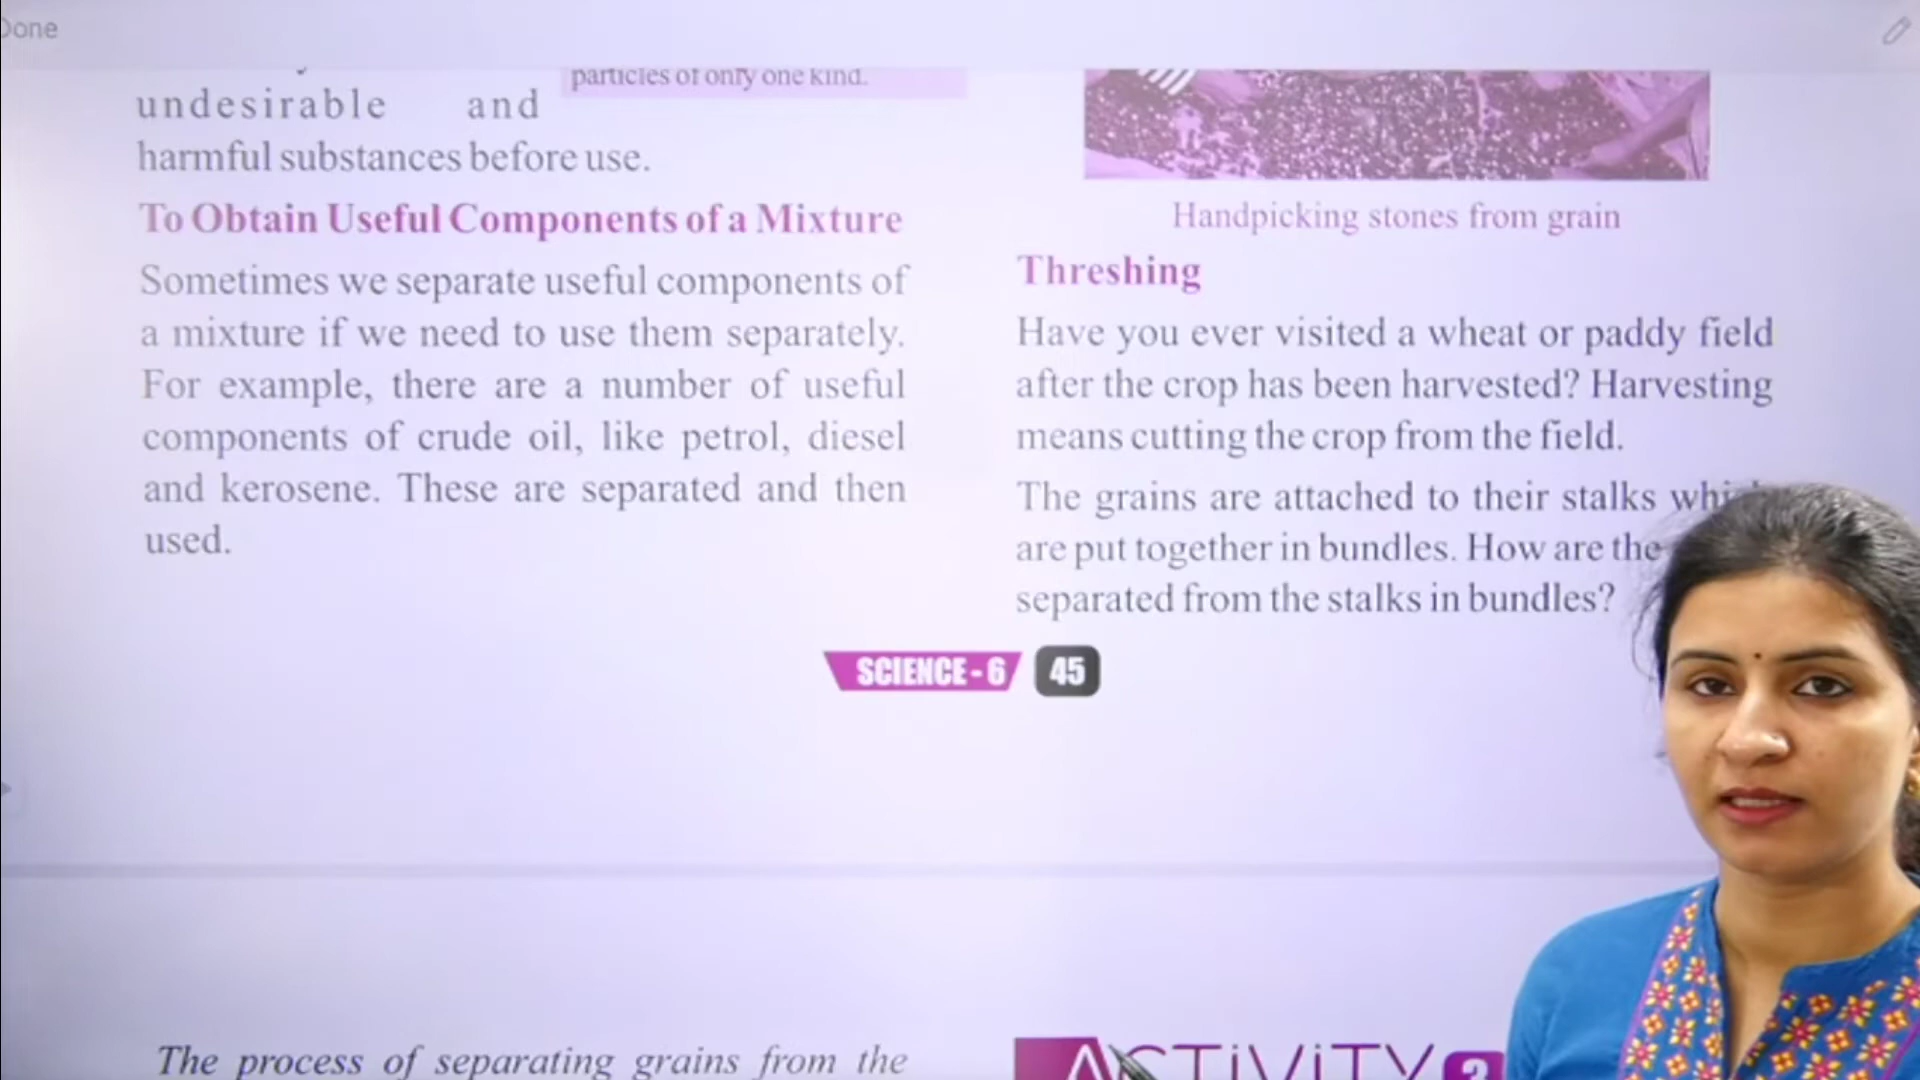 Done
particles of only one kind.
undesirable and
harmful substances before use.
To Obtain Useful Components of a Mixture
Sometimes we separate useful components of
a mixture if we need to use them separately.
For example, there are a number of useful
components of crude oil, like petrol, diesel
and kerosene. These are separated and then
used.
Handpicking stones from grain
Threshing
Have you ever visited a wheat or paddy field
after the crop has been harvested? Harvesting
means cutting the crop from the field.
The grains are attached to their stalks
are put together in bundles. How are the
separated from the stalks in bundles?
SCIENCE - 6 45
The process of separating grains from the
ACTIVITY